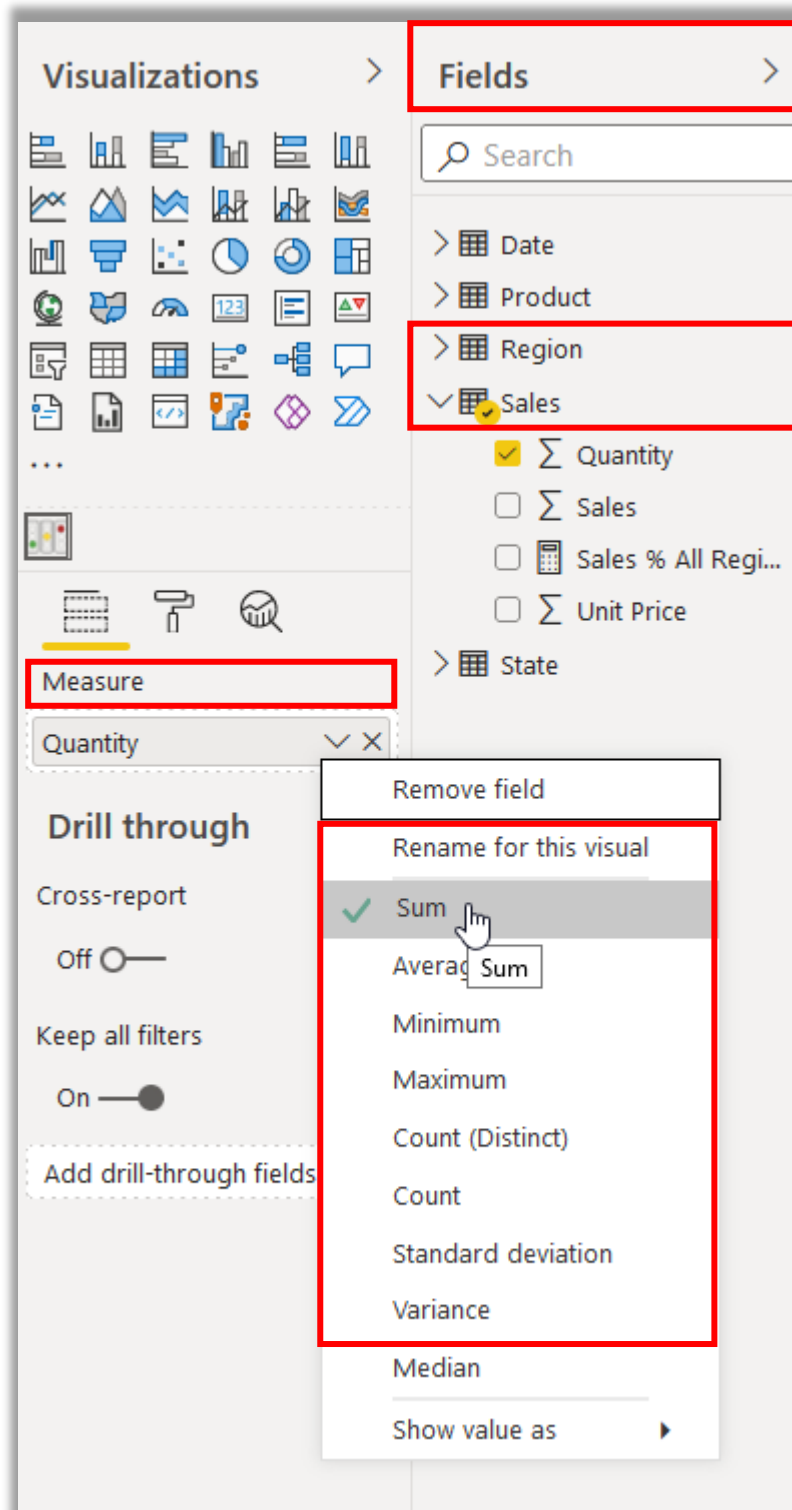 Visualizations
Fields
Search
Date
Product
Region
Sales
Quantity
Sales
Sales % All Regi...
Unit Price
State
123
Measure
Quantity
Drill through
Cross-report
Off
Keep all filters
On
Add drill-through fields
Remove field
Rename for this visual
Sum
Averag
Sum
Minimum
Maximum
Count (Distinct)
Count
Standard deviation
Variance
Median
Show value as